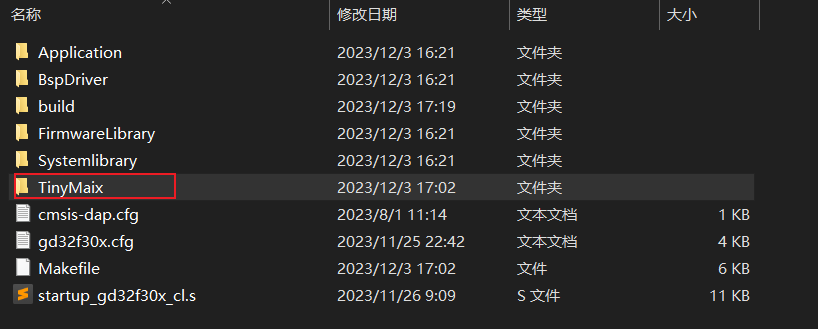 名称 修改日期 类型 大小
Application 2023/12/3 16:21 文件夹
BspDriver 2023/12/3 16:21 文件夹
build 2023/12/3 17:19 文件夹
FirmwareLibrary 2023/12/3 16:21 文件夹
Systemlibrary 2023/12/3 16:21 文件夹
TinyMaix 2023/12/3 17:02 文件夹
cmsis-dap.cfg 2023/8/1 11:14 文本文档 1 KB
gd32f30x.cfg 2023/11/25 22:42 文本文档 4 KB
Makefile 2023/12/3 17:02 文件 6 KB
startup_gd32f30x_cl.s 2023/11/26 9:09 S 文件 11 KB